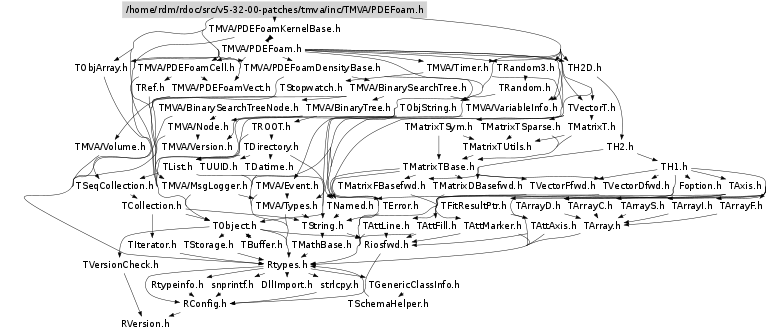 /home/rdm/rdoc/src/v5-32-00-patches/tmva/inc/TMVA/PDEFoam.h
TMVA/PDEFoamKernelBase.h
TMVA/PDEFoam.h
TObjArray.h TMVA/PDEFoamCell.h TMVA/PDEFoamDensityBase.h TMVA/Timer.h TRandom3.h TH2D.h
TRef.h TMVA/PDEFoamVect.h TStopwatch.h TMVA/BinarySearchTree.h TRandom.h
TMVA/BinarySearchTreeNode.h TMVA/BinaryTree.h TObjString.h TMVA/VariableInfo.h TVectorT.h
TMVA/Node.h TROOT.h TMatrixTSym.h TMatrixTSparse.h TMatrixT.h
TMVA/Volume.h TMVA/Version.h TDirectory.h TMatrixTUtils.h TH2.h
TList.h TUUID.h TDatime.h TMatrixTBase.h TH1.h
TSeqCollection.h TMVA/MsgLogger.h TMVA/Event.h TMatrixFBasefwd.h TMatrixDBasefwd.h TVectorFfwd.h TVectorDfwd.h Foption.h TAxis.h
TCollection.h TMVA/Types.h TNamed.h TError.h TFitResultPtr.h TArrayD.h TArrayC.h TArrayS.h TArrayI.h TArrayF.h
TObject.h TString.h TAttLine.h TAttFill.h TAttMarker.h TAttAxis.h TArray.h
TIterator.h TStorage.h TBuffer.h TMathBase.h Riosfwd.h
TVersionCheck.h Rtypes.h
Rtypeinfo.h snprintf.h DllImport.h strlcpy.h TGenericClassInfo.h
RConfig.h TSchemaHelper.h
RVersion.h